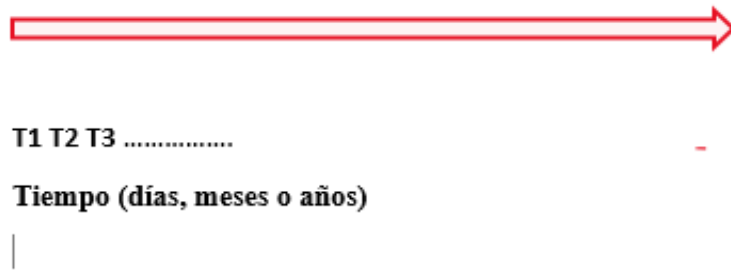 T1 T2 T3 ................
Tiempo (días, meses o años)